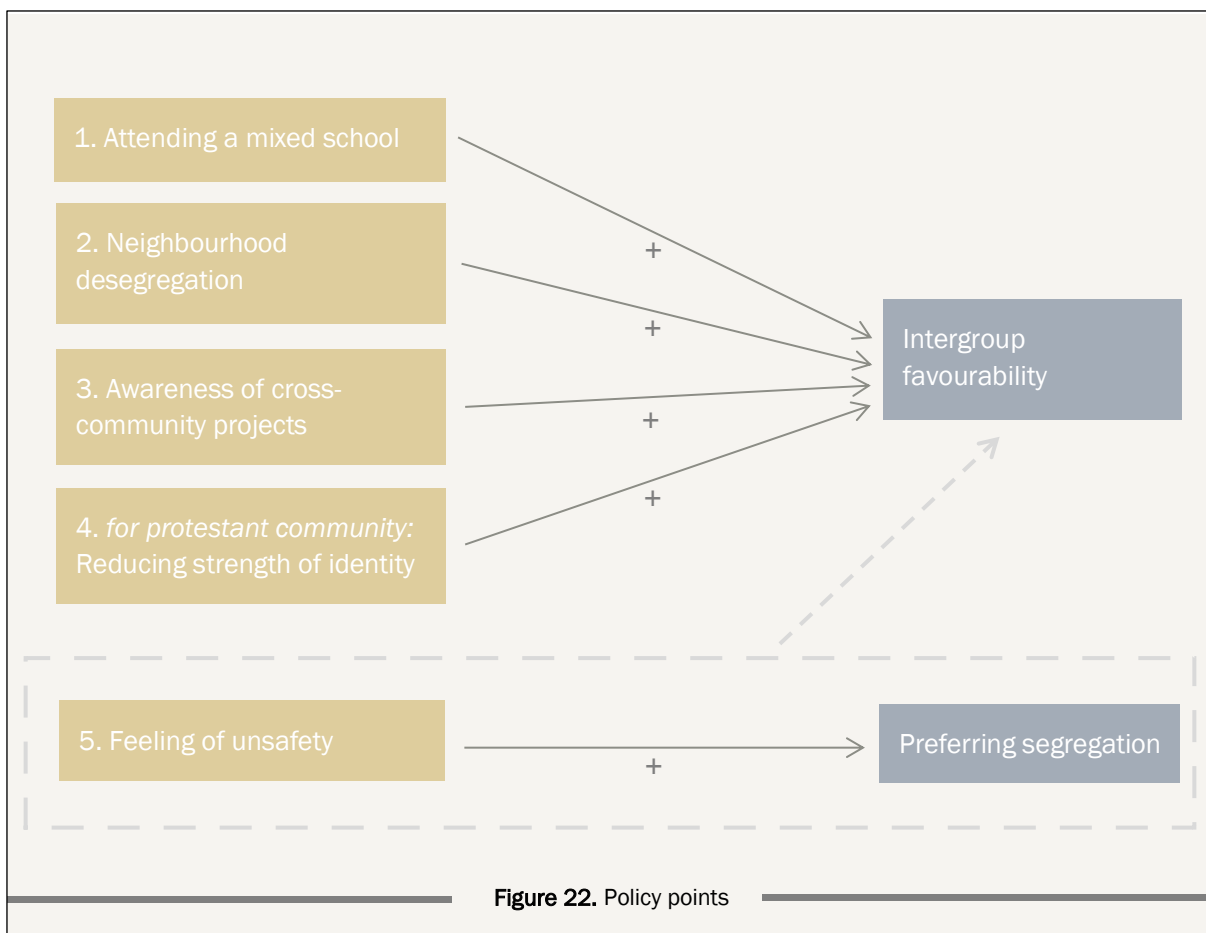 1. Attending a mixed school
2. Neighbourhood
desegregation
3. Awareness of cross-
community projects
4. for protestant community:
Reducing strength of identity
+
+
+
+
Intergroup
favourability
5. Feeling of unsafety
+
Preferring segregation
Figure 22. Policy points